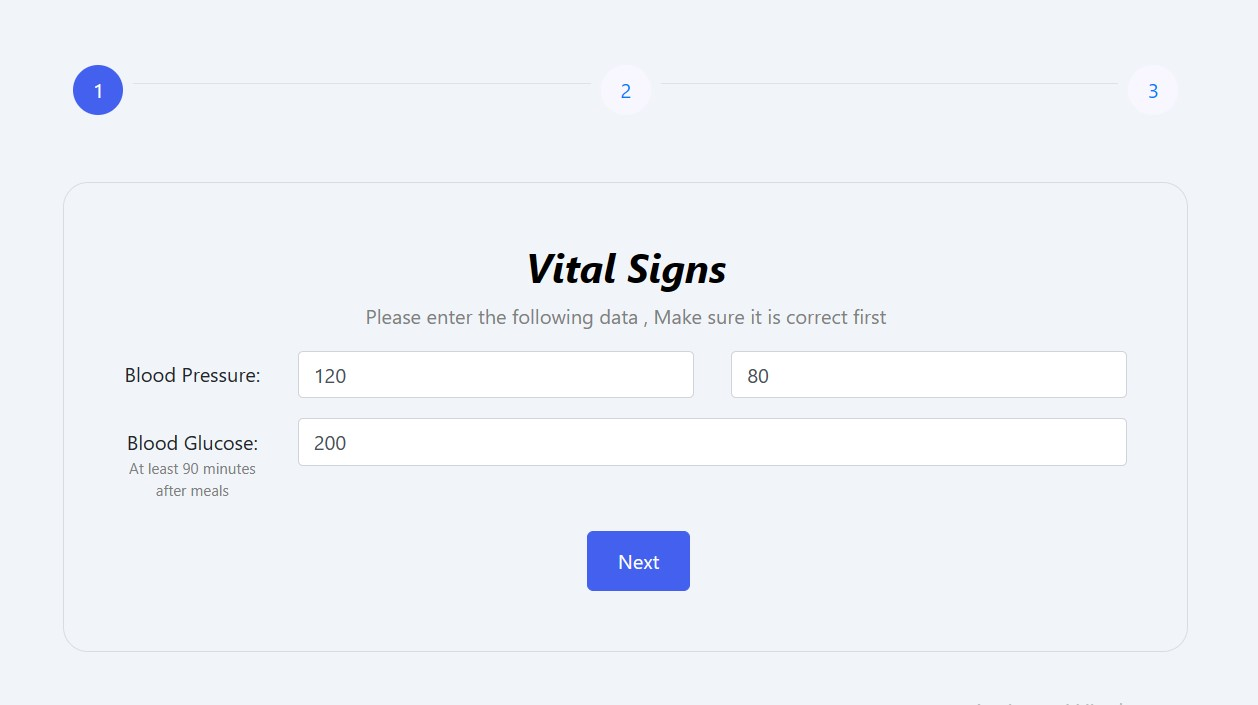 1 2 3
Vital Signs
Please enter the following data , Make sure it is correct first
Blood Pressure: 120 80
Blood Glucose: 200
At least 90 minutes
after meals
Next